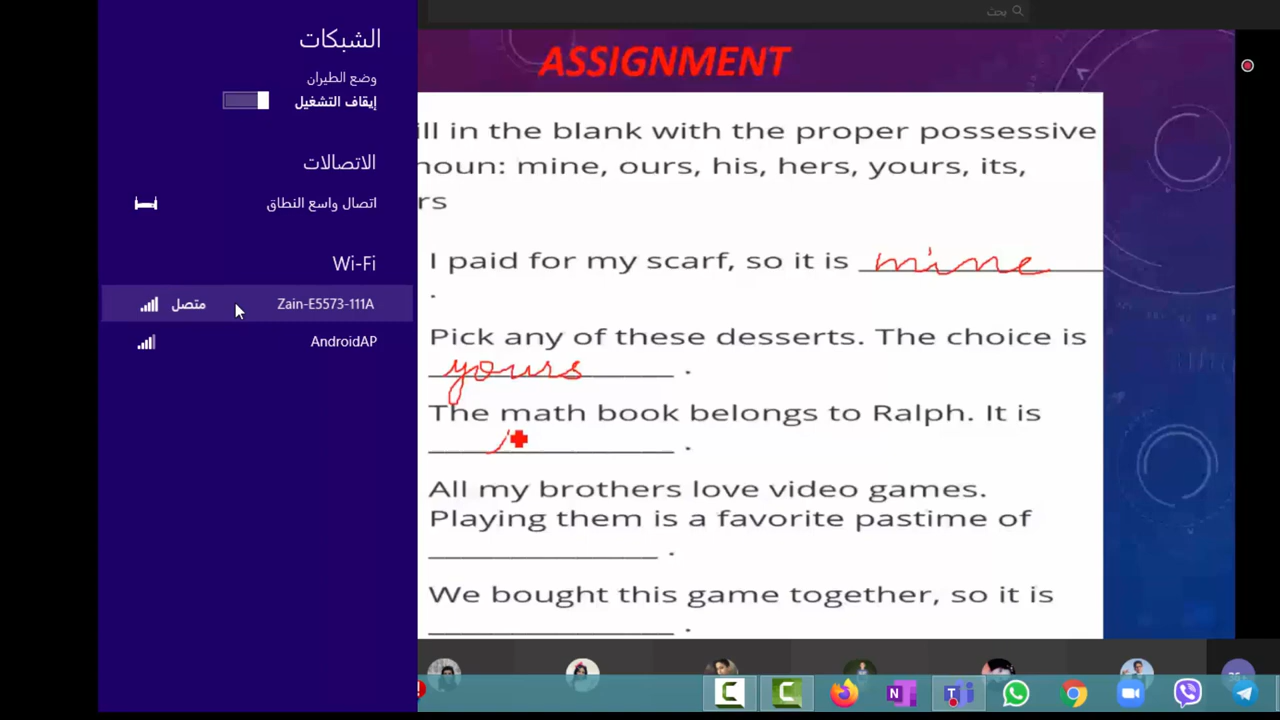 الشبكات
وضع الطيران
إيقاف التشغيل
الاتصالات
اتصال واسع النطاق
Wi-Fi
Zain-E5573-111A متصل
AndroidAP
بحث
ASSIGNMENT
ill in the blank with the proper possessive
noun: mine, ours, his, hers, yours, its,
rs
I paid for my scarf, so it is mine
.
Pick any of these desserts. The choice is
yours .
The math book belongs to Ralph. It is
.
All my brothers love video games.
Playing them is a favorite pastime of
.
We bought this game together, so it is
.